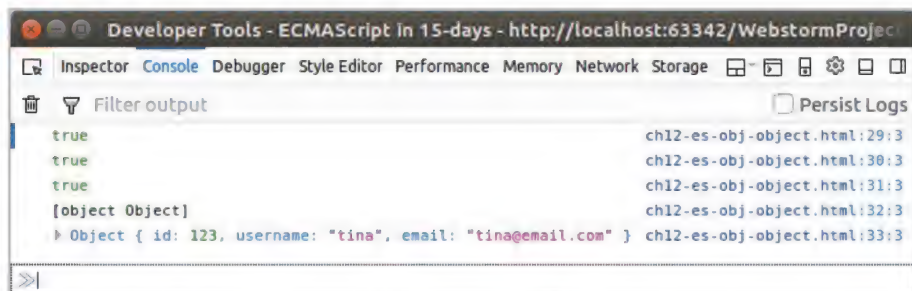 Developer Tools - ECMAScript in 15-days - http://localhost:63342/WebstormProject
Inspector Console Debugger Style Editor Performance Memory Network Storage
Filter output Persist Logs
true ch12-es-obj-object.html:29:3
true ch12-es-obj-object.html:30:3
true ch12-es-obj-object.html:31:3
[object Object] ch12-es-obj-object.html:32:3
Object { id: 123, username: "tina", email: "tina@email.com" } ch12-es-obj-object.html:33:3